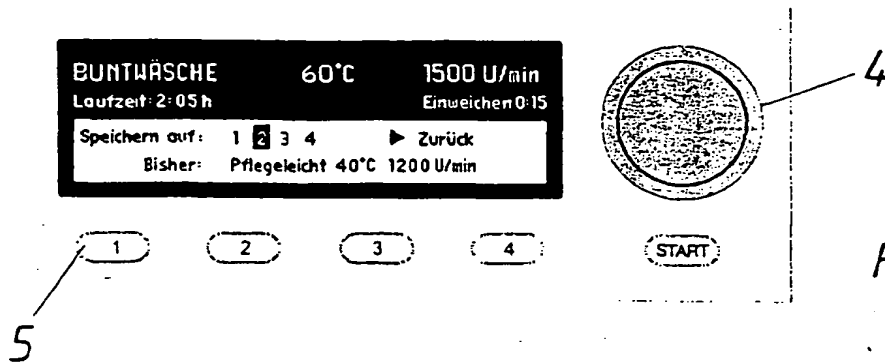 BUNTWÄSCHE 60°C 1500 U/min
Laufzeit: 2:05 h Einweichen 0:15
Speichern auf: 1 2 3 4 ► Zurück
Bisher: Pflegeleicht 40°C 1200 U/min
4
1 2 3 4 START
5